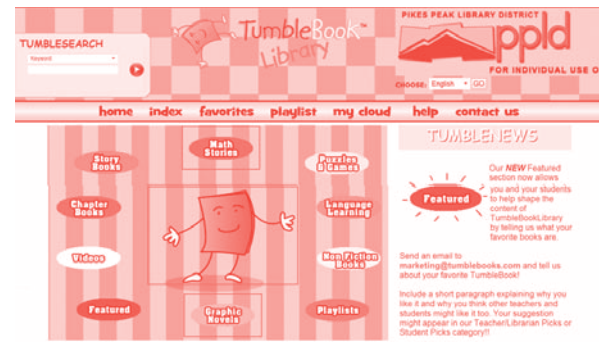 PIKES PEAK LIBRARY DISTRICT
TumbleBook™
Library
ppld
TUMBLESEARCH
Keyword
FOR INDIVIDUAL USE O
CHOOSE: English GO
home index favorites playlist my cloud help contact us
Story
Books
Math
Stories
Puzzles
& Games
Chapter
Books
Language
Learning
Videos
Non Fiction
Books
Featured
Graphic
Novels
Playlists
TUMBLENEWS
Featured
Our NEW Featured
section now allows
you and your students
to help shape the
content of
TumbleBookLibrary
by telling us what your
favorite books are.
Send an email to
marketing@tumblebooks.com and tell us
about your favorite TumbleBook!
Include a short paragraph explaining why you
like it and why you think other teachers and
students might like it too. Your suggestion
might appear in our Teacher/Librarian Picks or
Student Picks category!!